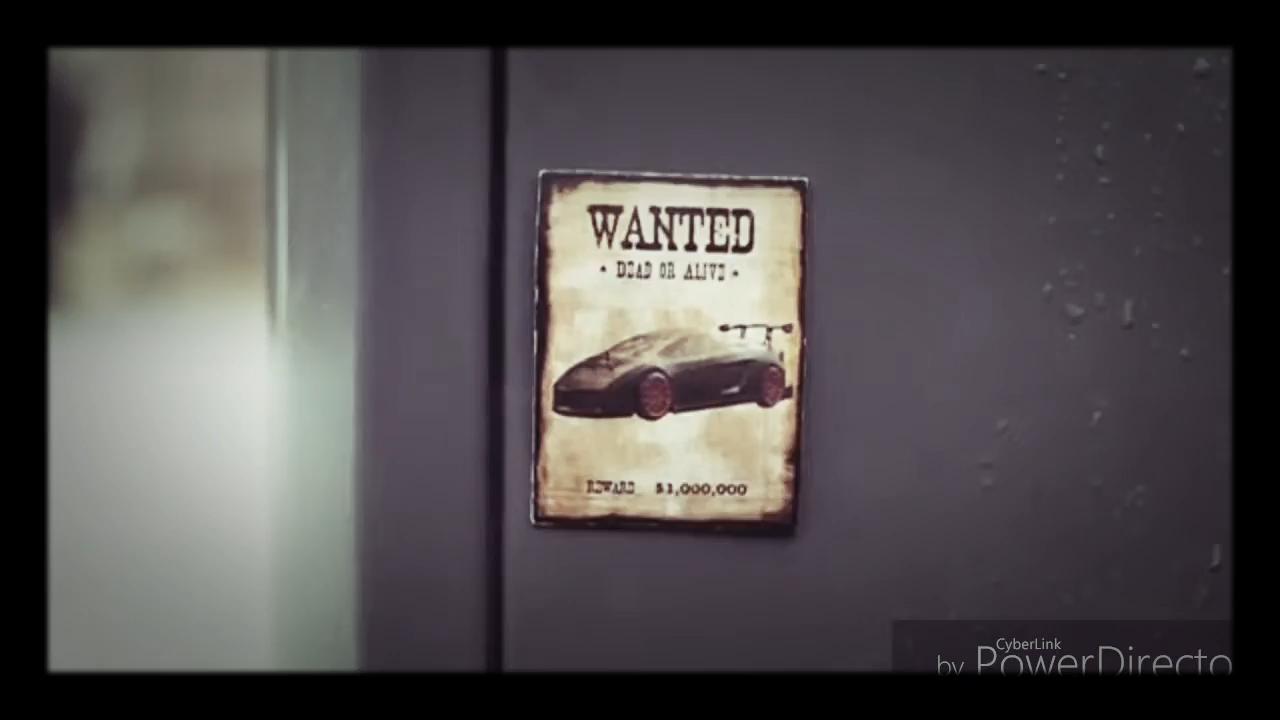 WANTED
• DEAD OR ALIVE •
REWARD $1,000,000
CyberLink
by PowerDirecto